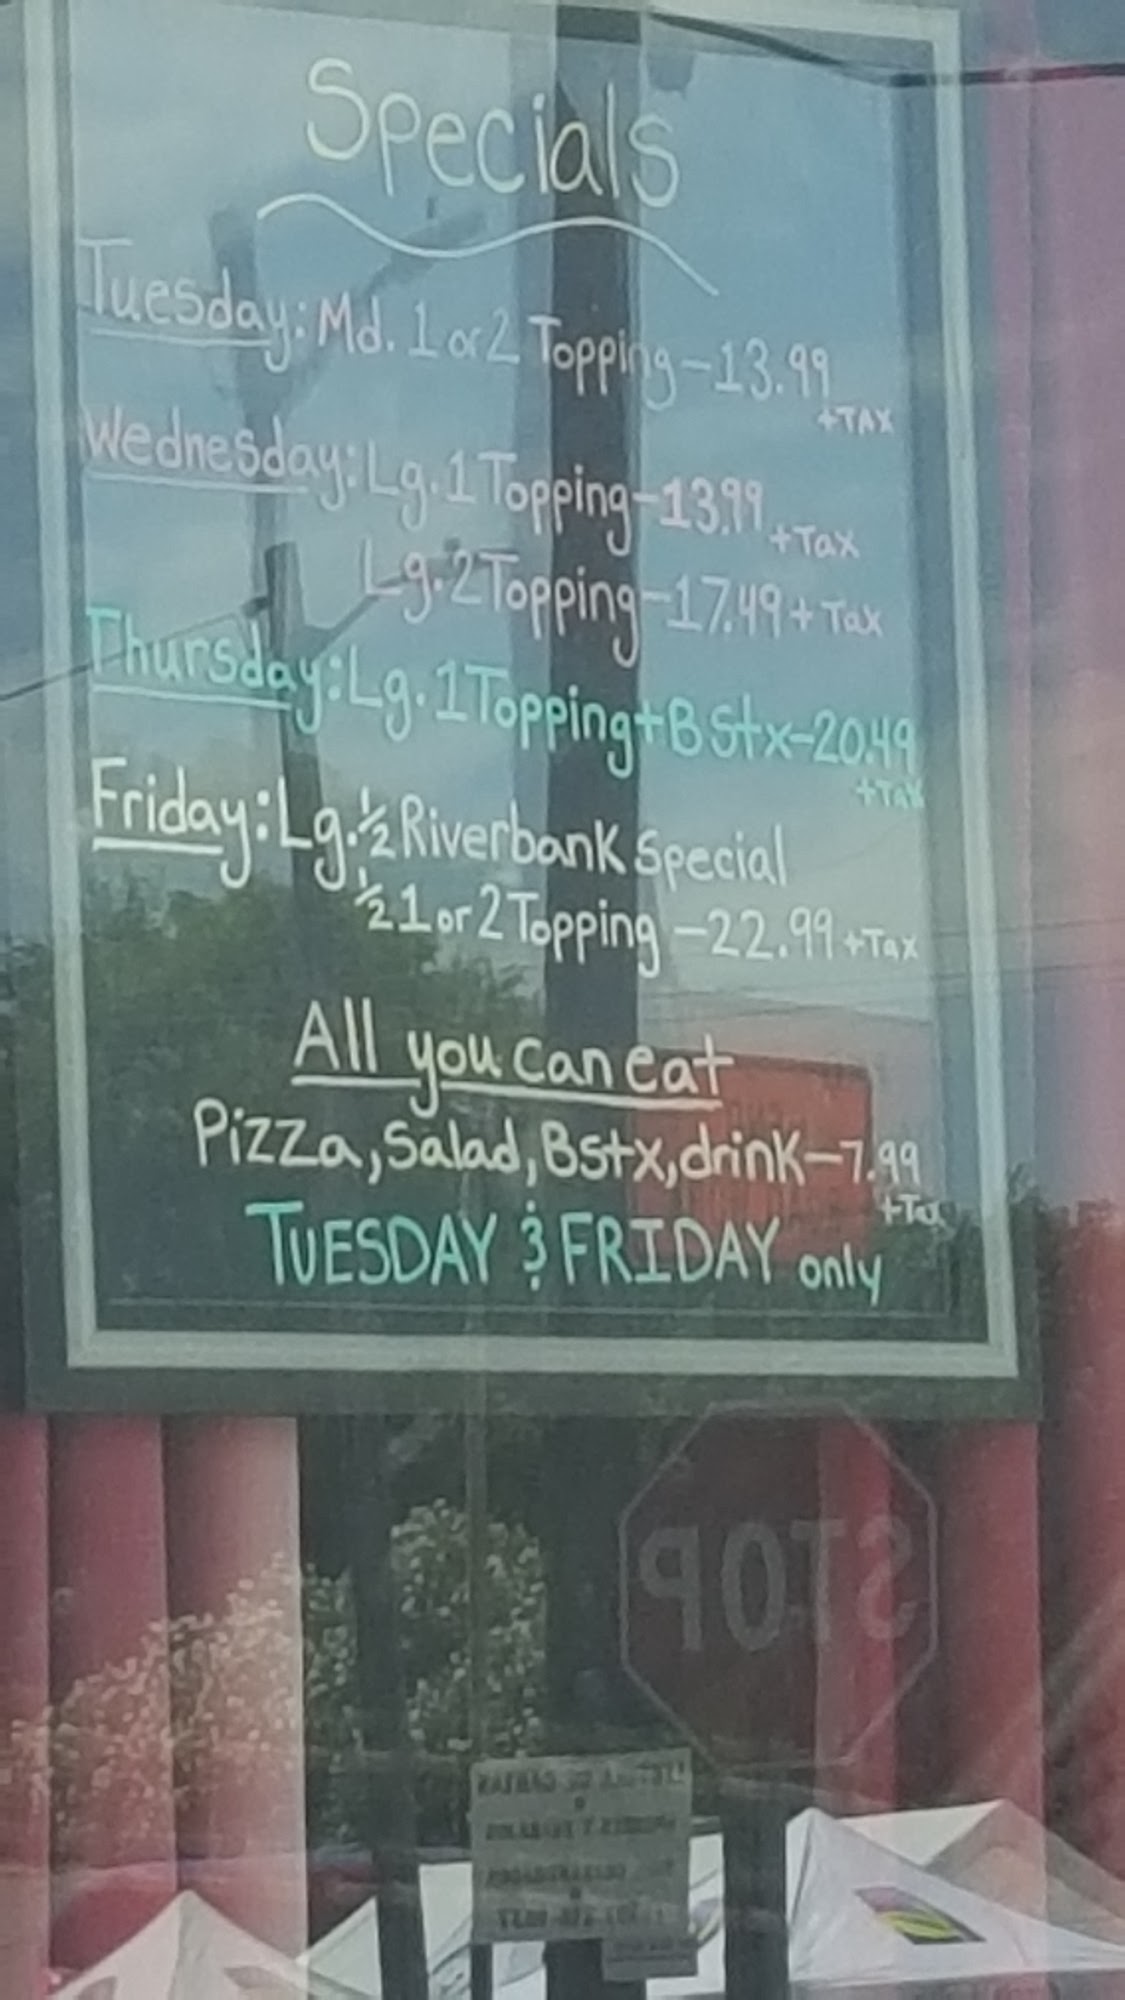 Specials
Tuesday: Md. 1 or 2 Topping - 13.99
+TAX
Wednesday: Lg. 1 Topping - 13.99 + Tax
Lg. 2 Topping - 17.49 + Tax
Thursday: Lg. 1 Topping + BStx - 20.49
+Tax
Friday: Lg. 1/2 Riverbank Special
1/2 1 or 2 Topping - 22.99 + Tax
All you can eat
Pizza, Salad, Bstx, drink - 7.99
+Tax
TUESDAY & FRIDAY only
STOP